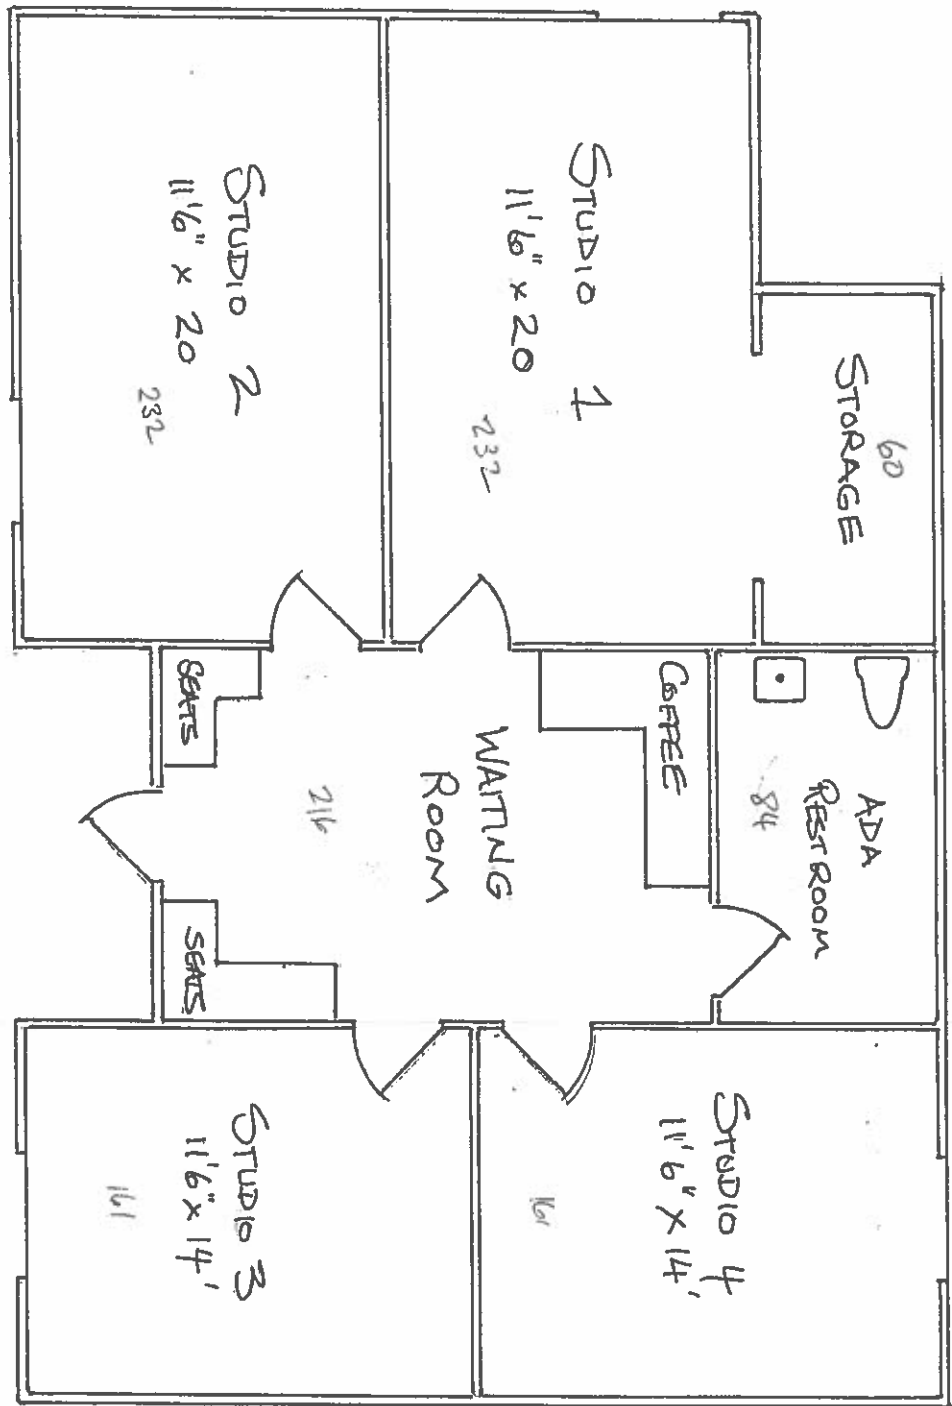 STORAGE
60
STUDIO 1
11'6" x 20
232
STUDIO 2
11'6" x 20
232
ADA
RESTROOM
84
COFFEE
WAITING
ROOM
216
SEATS
SEATS
STUDIO 4
11'6" X 14'
161
STUDIO 3
11'6" x 14'
161